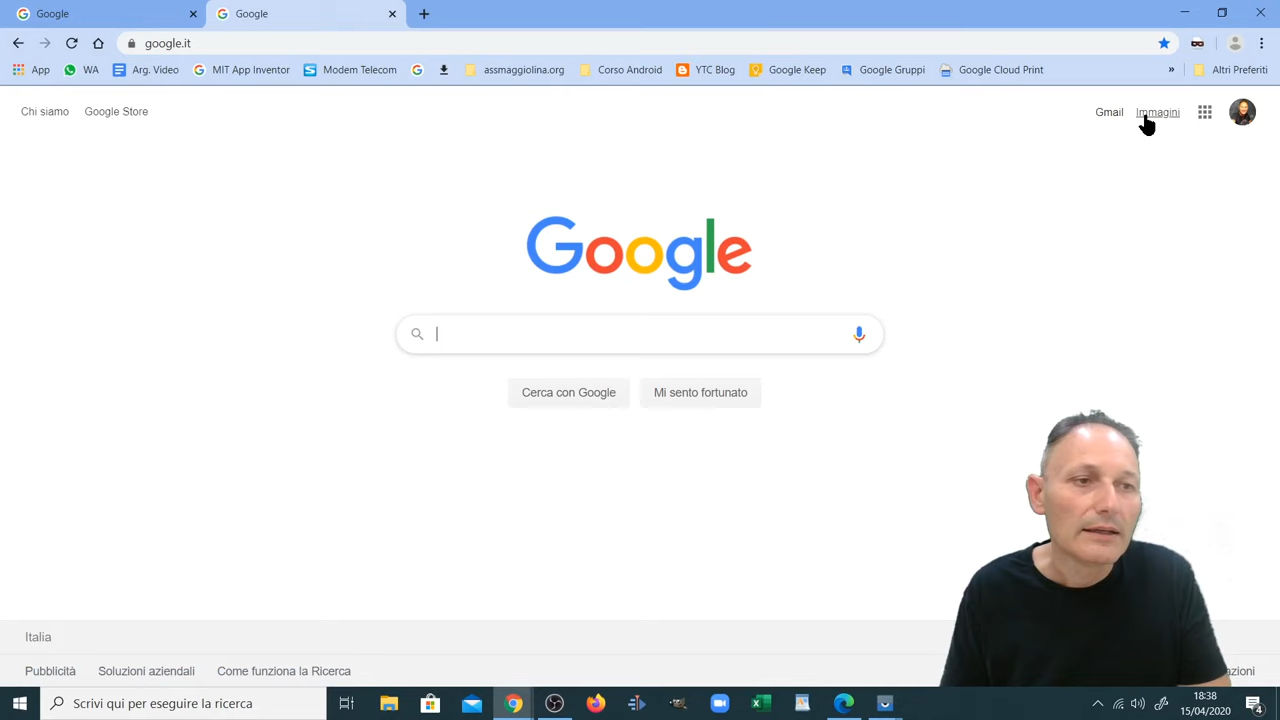 Google
Google
google.it
App
WA
Arg. Video
MIT App Inventor
Modem Telecom
assmaggiolina.org
Corso Android
YTC Blog
Google Keep
Google Gruppi
Google Cloud Print
»
Altri Preferiti
Chi siamo
Google Store
Gmail
Immagini
Google
Cerca con Google
Mi sento fortunato
Italia
Pubblicità
Soluzioni aziendali
Come funziona la Ricerca
Scrivi qui per eseguire la ricerca
18:38
15/04/2020
4